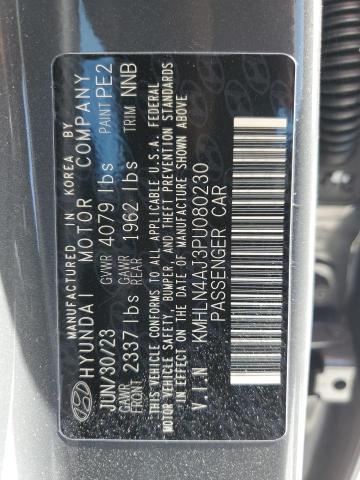 MANUFACTURED IN KOREA BY
HYUNDAI MOTOR COMPANY
JUN/30/23 GVWR 4079 lbs PAINT PE2
GAWR FRONT 2337 lbs GAWR REAR 1962 lbs TRIM NNB
THIS VEHICLE CONFORMS TO ALL APPLICABLE U.S.A. FEDERAL
MOTOR VEHICLE SAFETY, BUMPER, AND THEFT PREVENTION STANDARDS
IN EFFECT ON THE DATE OF MANUFACTURE SHOWN ABOVE
V.I.N KMHLN4AV3PU080230
PASSENGER CAR